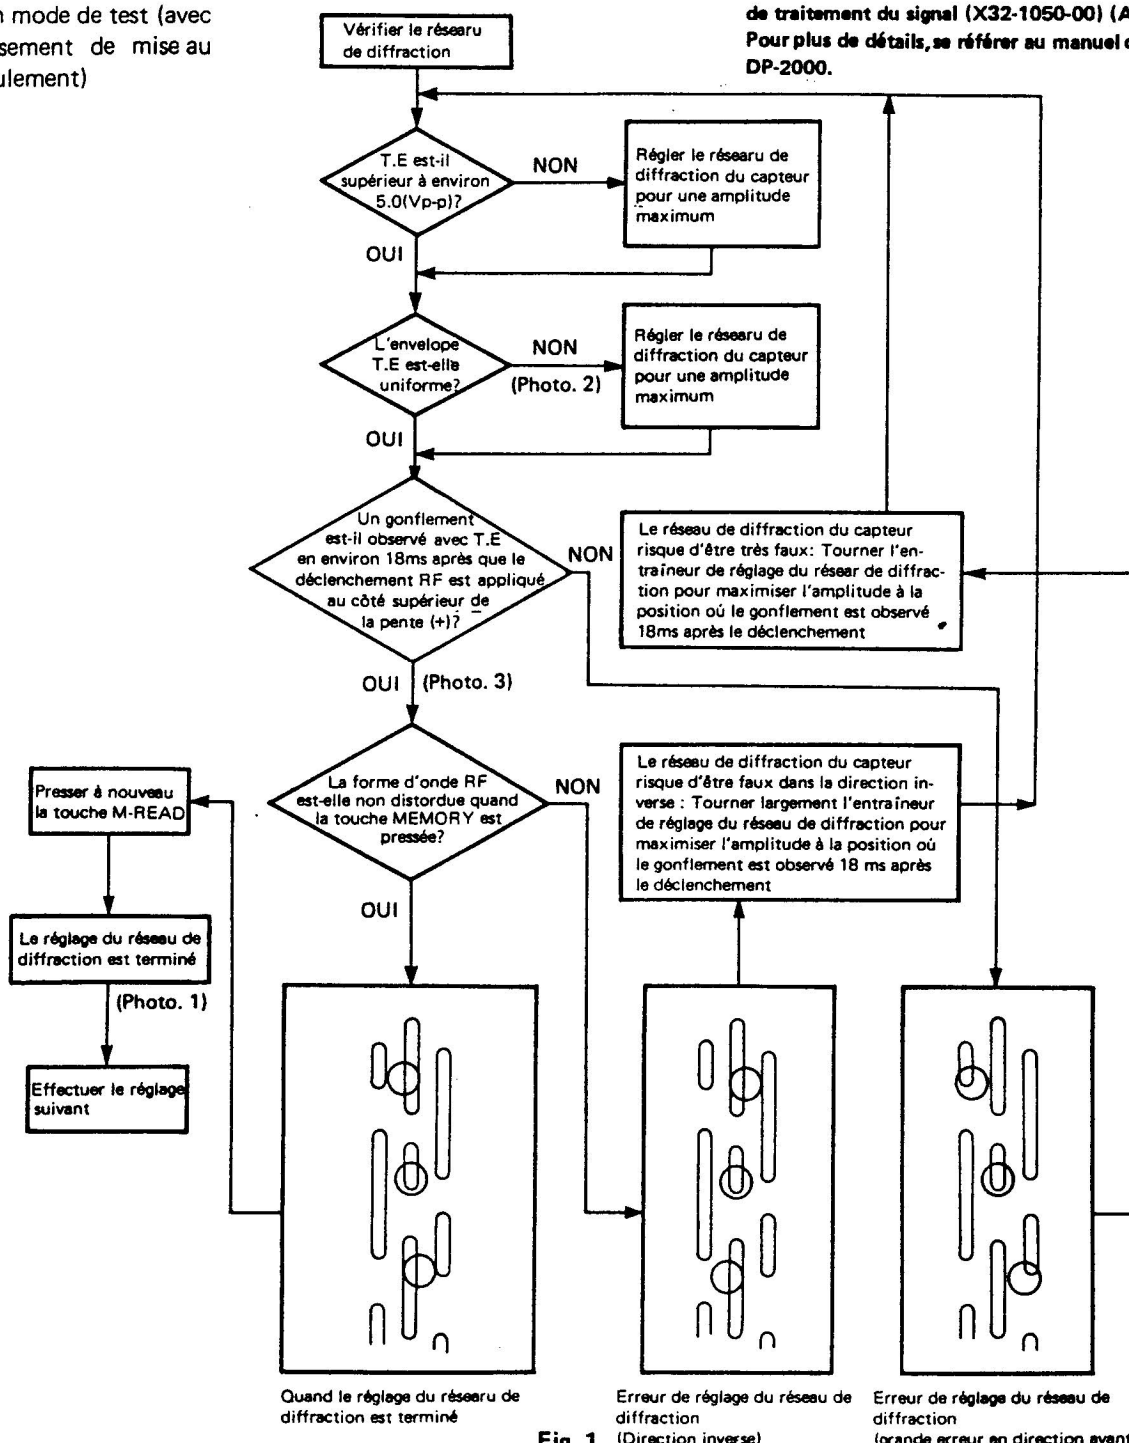 n mode de test (avec
sement de mise au
ulement)
de traitement du signal (X32-1050-00) (A
Pour plus de détails, se référer au manuel d
DP-2000.
Vérifier le résearu
de diffraction
T.E est-il
supérieur à environ
5.0(Vp-p)?
NON
Régler le résearu de
diffraction du capteur
pour une amplitude
maximum
OUI
L'envelope
T.E est-elle
uniforme?
NON
(Photo. 2)
Régler le résearu de
diffraction du capteur
pour une amplitude
maximum
OUI
Un gonflement
est-il observé avec T.E
en environ 18ms après que le
déclenchement RF est appliqué
au côté supérieur de
la pente (+)?
NON
Le réseau de diffraction du capteur
risque d'être très faux: Tourner l'en-
traîneur de réglage du résear de diffrac-
tion pour maximiser l'amplitude à la
position oú le gonflement est observé
18ms après le déclenchement
OUI
(Photo. 3)
La forme d'onde RF
est-elle non distordue quand
la touche MEMORY est
pressée?
NON
Le réseau de diffraction du capteur
risque d'être faux dans la direction in-
verse : Tourner largement l'entraîneur
de réglage du réseau de diffraction pour
maximiser l'amplitude à la position oú
le gonflement est observé 18 ms après
le déclenchement
Presser à nouveau
la touche M-READ
OUI
Le réglage du réseau de
diffraction est terminé
(Photo. 1)
Effectuer le réglage
suivant
Quand le réglage du résearu de
diffraction est terminé
Erreur de réglage du réseau de
diffraction
(Direction inverse)
Erreur de réglage du réseau de
diffraction
(grande erreur en direction avant
Fig. 1